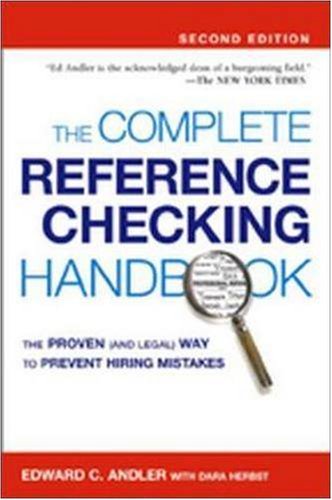 SECOND EDITION
"Ed Andler is the acknowledged dean of a burgeoning field."
—The NEW YORK TIMES
THE COMPLETE
REFERENCE
CHECKING
HANDBOOK
THE PROVEN (AND LEGAL) WAY
TO PREVENT HIRING MISTAKES
EDWARD C. ANDLER WITH DARA HERBST